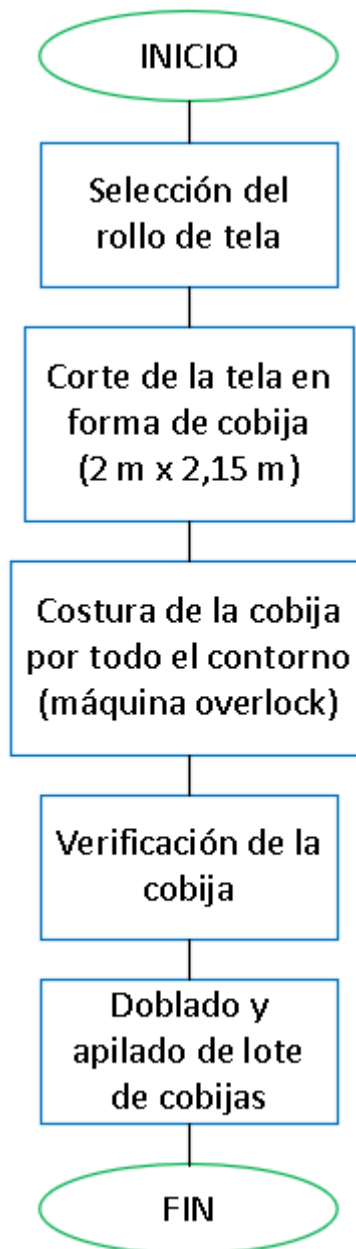 INICIO
Selección del
rollo de tela
Corte de la tela en
forma de cobija
(2 m x 2,15 m)
Costura de la cobija
por todo el contorno
(máquina overlock)
Verificación de la
cobija
Doblado y
apilado de lote
de cobijas
FIN